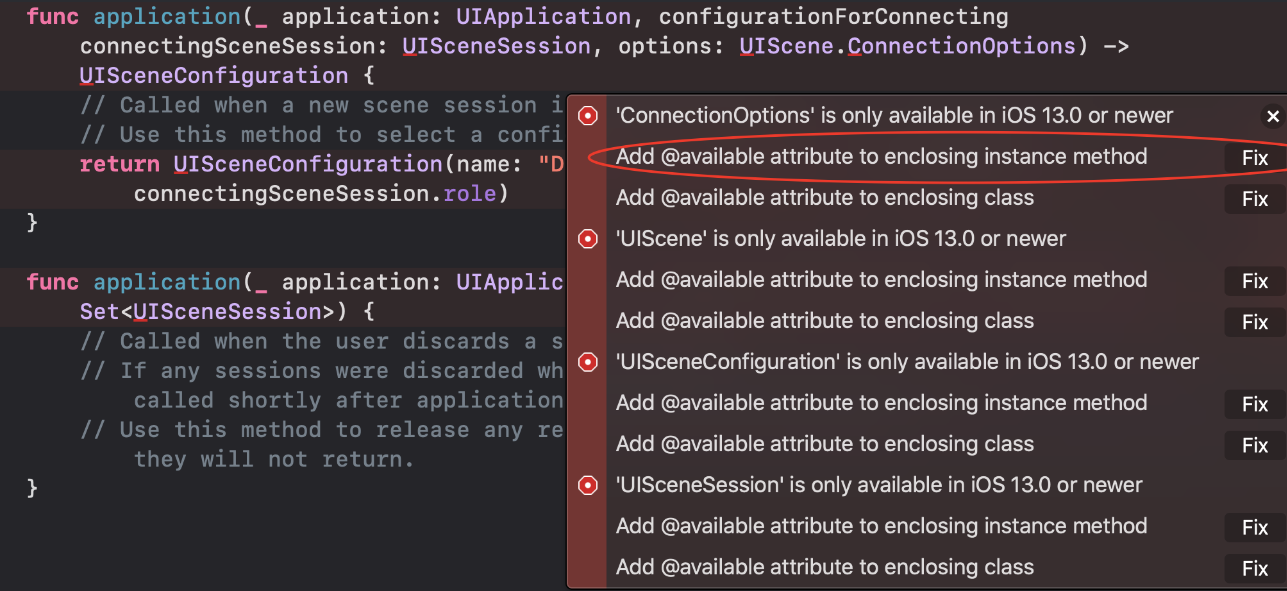 func application(_ application: UIApplication, configurationForConnecting
connectingSceneSession: UISceneSession, options: UIScene.ConnectionOptions) ->
UISceneConfiguration {
// Called when a new scene session i
// Use this method to select a confi
return UISceneConfiguration(name: "D
connectingSceneSession.role)
}
func application(_ application: UIApplic
Set<UISceneSession>) {
// Called when the user discards a s
// If any sessions were discarded wh
called shortly after application
// Use this method to release any re
they will not return.
}
'ConnectionOptions' is only available in iOS 13.0 or newer
Add @available attribute to enclosing instance method Fix
Add @available attribute to enclosing class Fix
'UIScene' is only available in iOS 13.0 or newer
Add @available attribute to enclosing instance method Fix
Add @available attribute to enclosing class Fix
'UISceneConfiguration' is only available in iOS 13.0 or newer
Add @available attribute to enclosing instance method Fix
Add @available attribute to enclosing class Fix
'UISceneSession' is only available in iOS 13.0 or newer
Add @available attribute to enclosing instance method Fix
Add @available attribute to enclosing class Fix